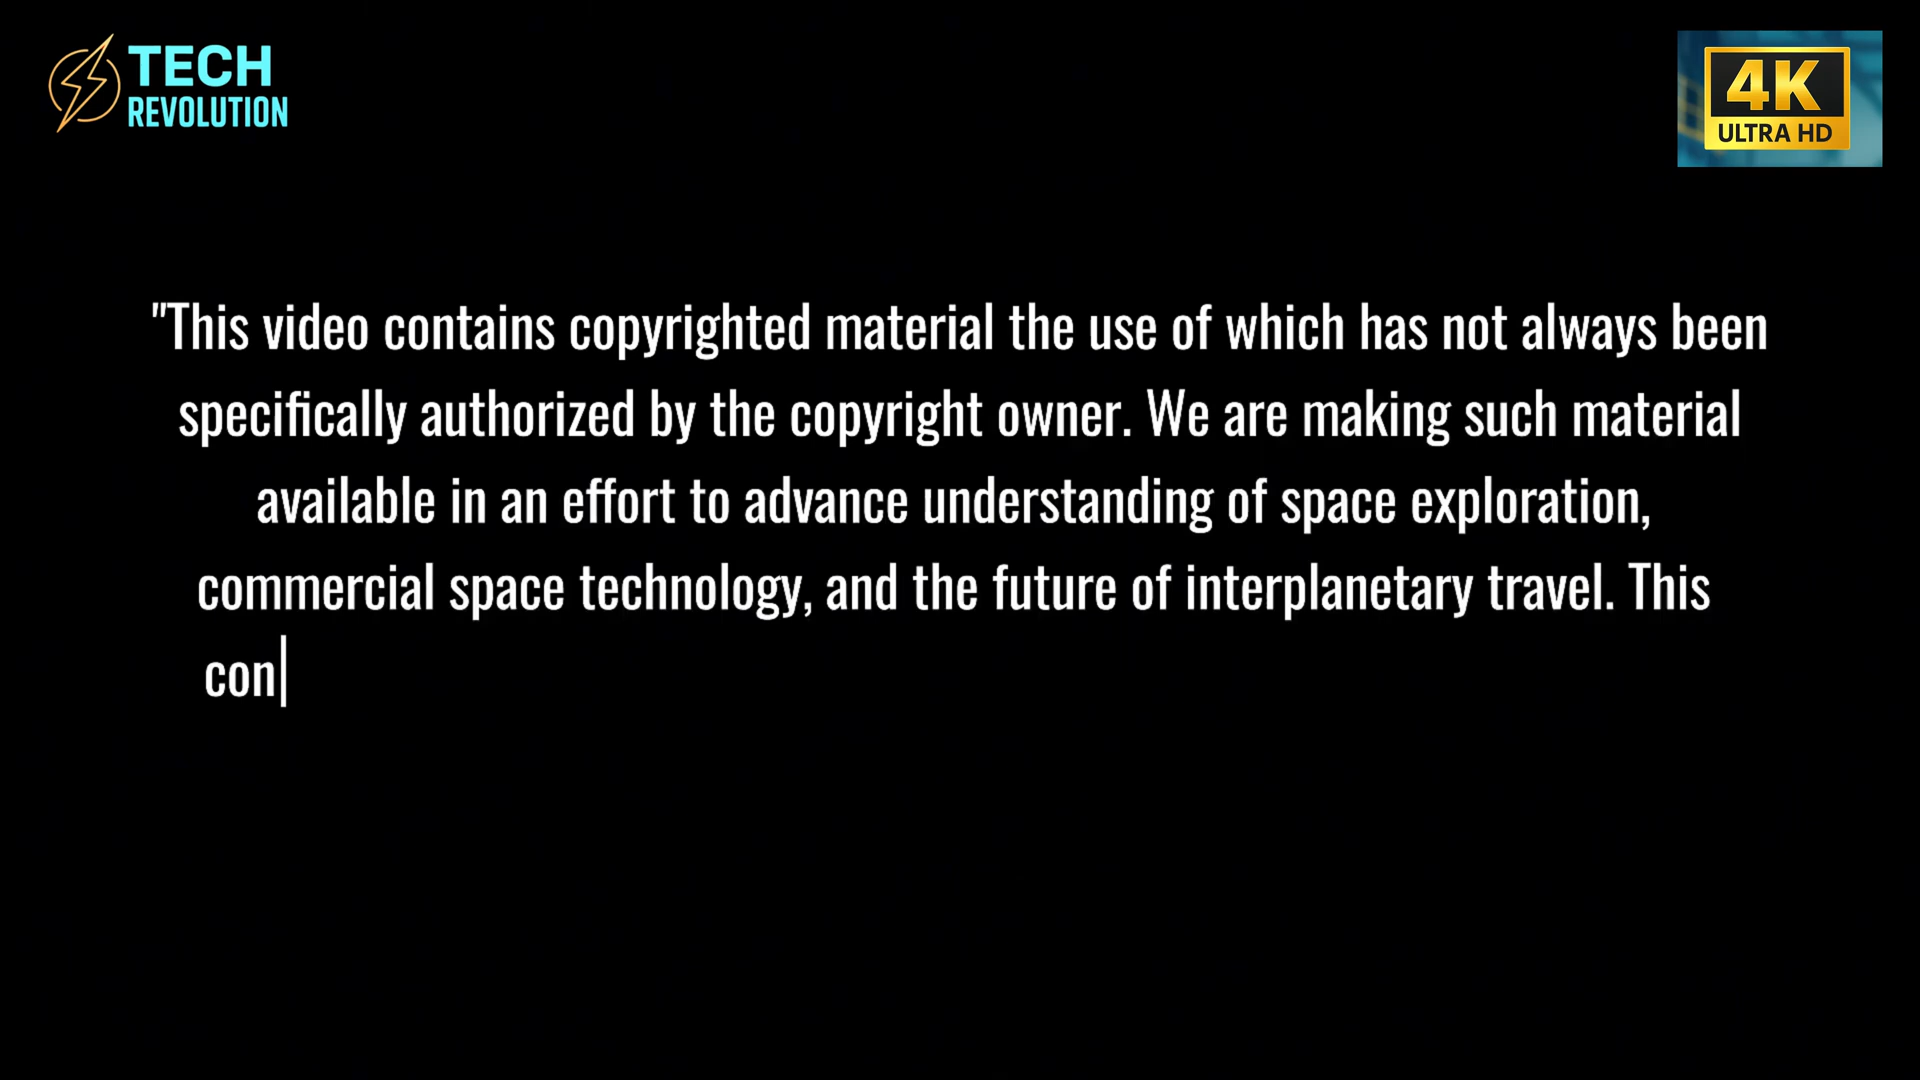 TECH
REVOLUTION
4K
ULTRA HD
"This video contains copyrighted material the use of which has not always been
specifically authorized by the copyright owner. We are making such material
available in an effort to advance understanding of space exploration,
commercial space technology, and the future of interplanetary travel. This
con